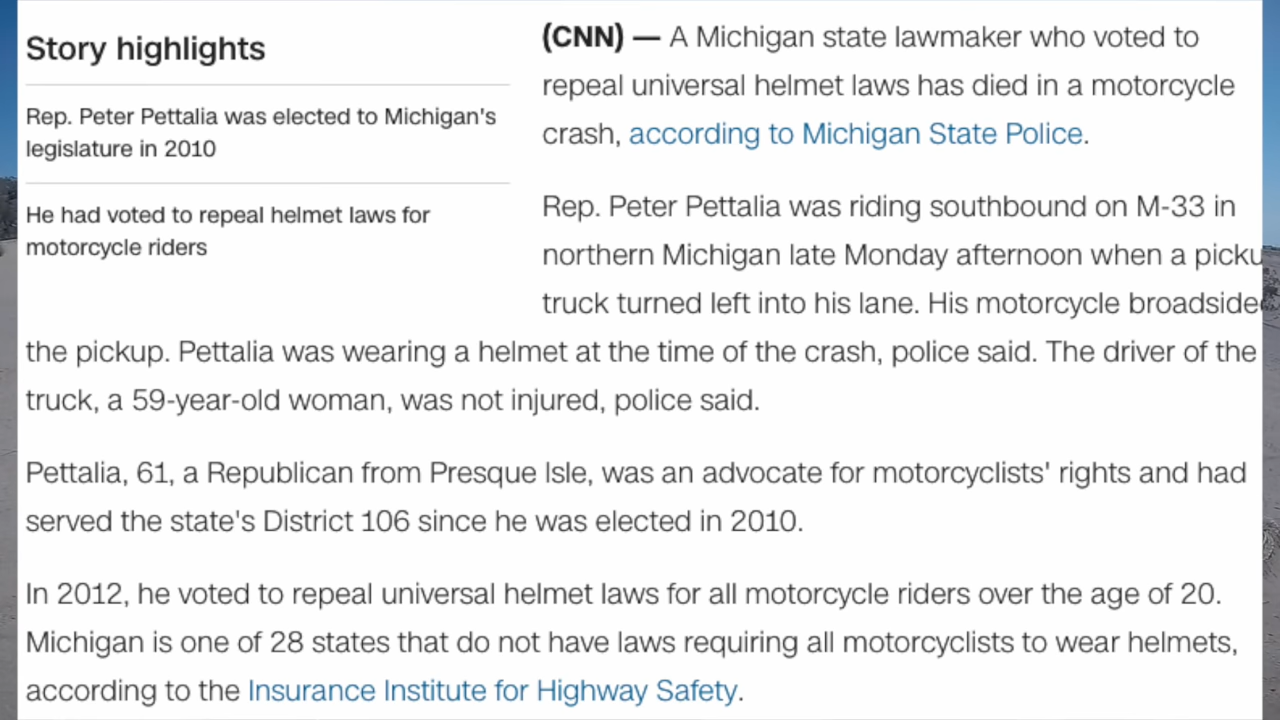 Story highlights
Rep. Peter Pettalia was elected to Michigan's
legislature in 2010
He had voted to repeal helmet laws for
motorcycle riders
(CNN) — A Michigan state lawmaker who voted to
repeal universal helmet laws has died in a motorcycle
crash, according to Michigan State Police.
Rep. Peter Pettalia was riding southbound on M-33 in
northern Michigan late Monday afternoon when a picku
truck turned left into his lane. His motorcycle broadside
the pickup. Pettalia was wearing a helmet at the time of the crash, police said. The driver of the
truck, a 59-year-old woman, was not injured, police said.
Pettalia, 61, a Republican from Presque Isle, was an advocate for motorcyclists' rights and had
served the state's District 106 since he was elected in 2010.
In 2012, he voted to repeal universal helmet laws for all motorcycle riders over the age of 20.
Michigan is one of 28 states that do not have laws requiring all motorcyclists to wear helmets,
according to the Insurance Institute for Highway Safety.